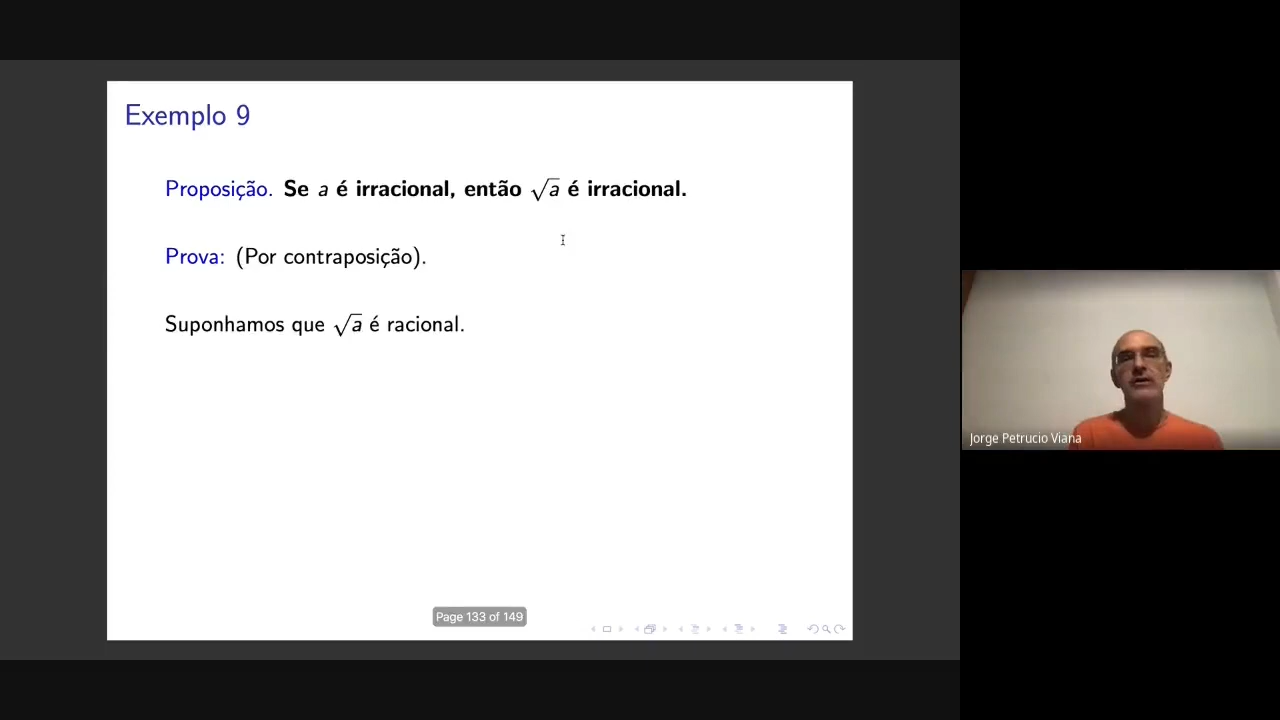 Exemplo 9
Proposição. Se a é irracional, então √a é irracional.
Prova: (Por contraposição).
Suponhamos que √a é racional.
Page 133 of 149
Jorge Petrucio Viana